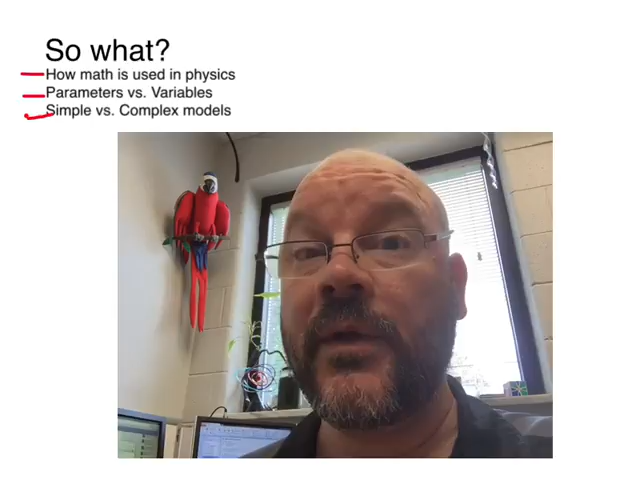 So what?
How math is used in physics
Parameters vs. Variables
Simple vs. Complex models